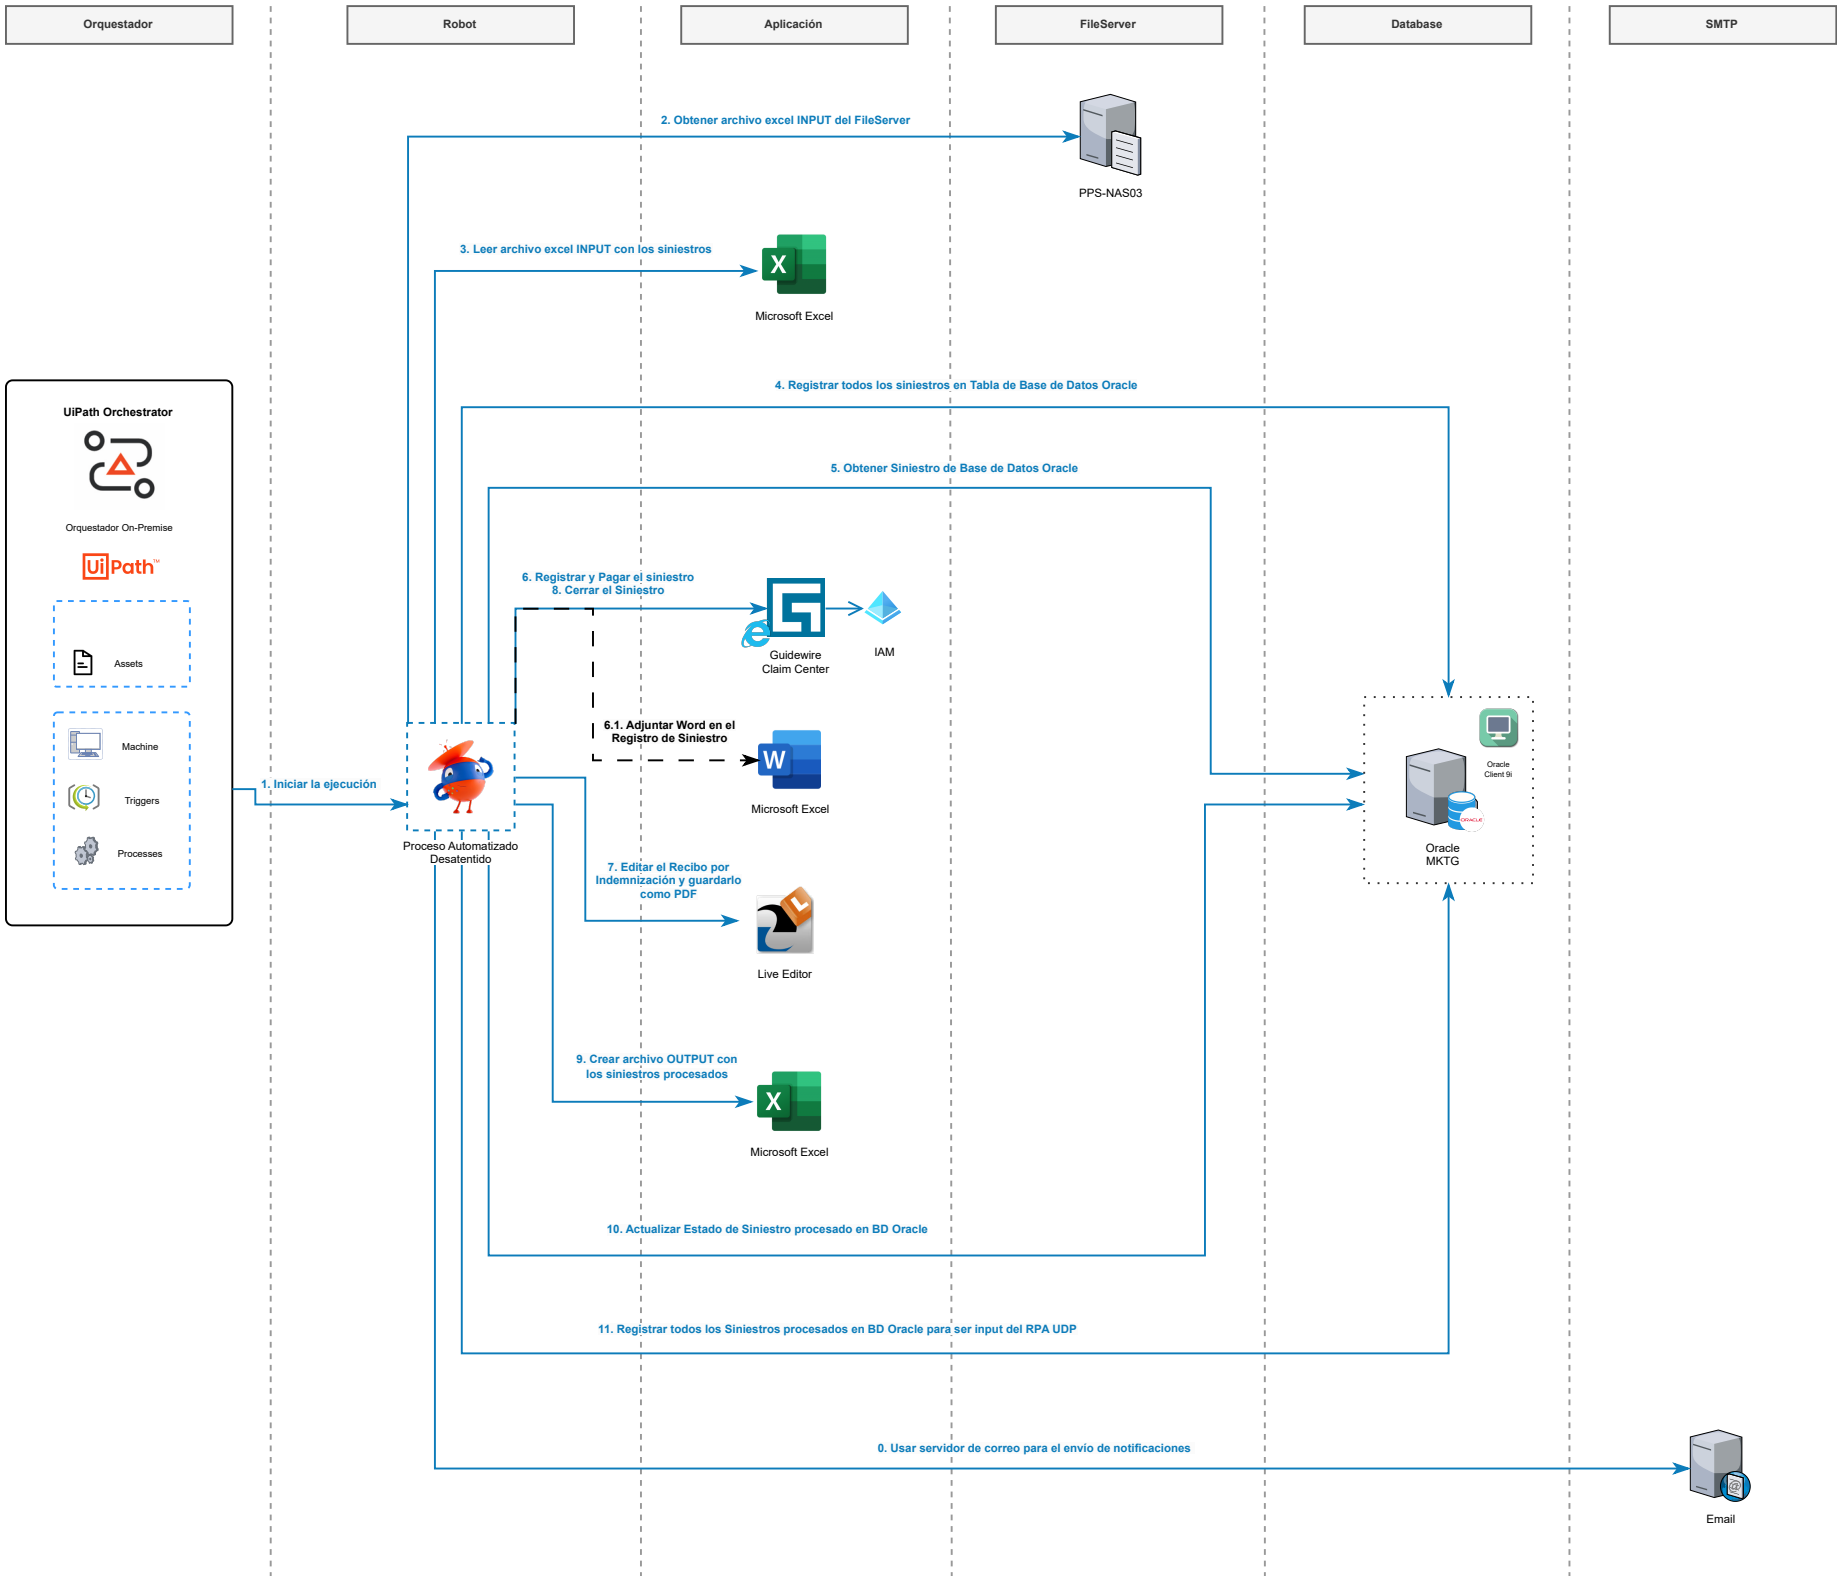 Orquestador
Robot
Aplicación
FileServer
Database
SMTP
2. Obtener archivo excel INPUT del FileServer
PPS-NAS03
3. Leer archivo excel INPUT con los siniestros
X
Microsoft Excel
4. Registrar todos los siniestros en Tabla de Base de Datos Oracle
UiPath Orchestrator
5. Obtener Siniestro de Base de Datos Oracle
Orquestador On-Premise
UiPath™
6. Registrar y Pagar el siniestro
8. Cerrar el Siniestro
Guidewire
Claim Center
IAM
Assets
6.1. Adjuntar Word en el
Registro de Siniestro
W
Microsoft Excel
Machine
Triggers
Processes
1. Iniciar la ejecución
Proceso Automatizado
Desatentido
Oracle
Client 9i
ORACLE
Oracle
MKTG
7. Editar el Recibo por
Indemnización y guardarlo
como PDF
L
Live Editor
9. Crear archivo OUTPUT con
los siniestros procesados
X
Microsoft Excel
10. Actualizar Estado de Siniestro procesado en BD Oracle
11. Registrar todos los Siniestros procesados en BD Oracle para ser input del RPA UDP
0. Usar servidor de correo para el envío de notificaciones
@
Email